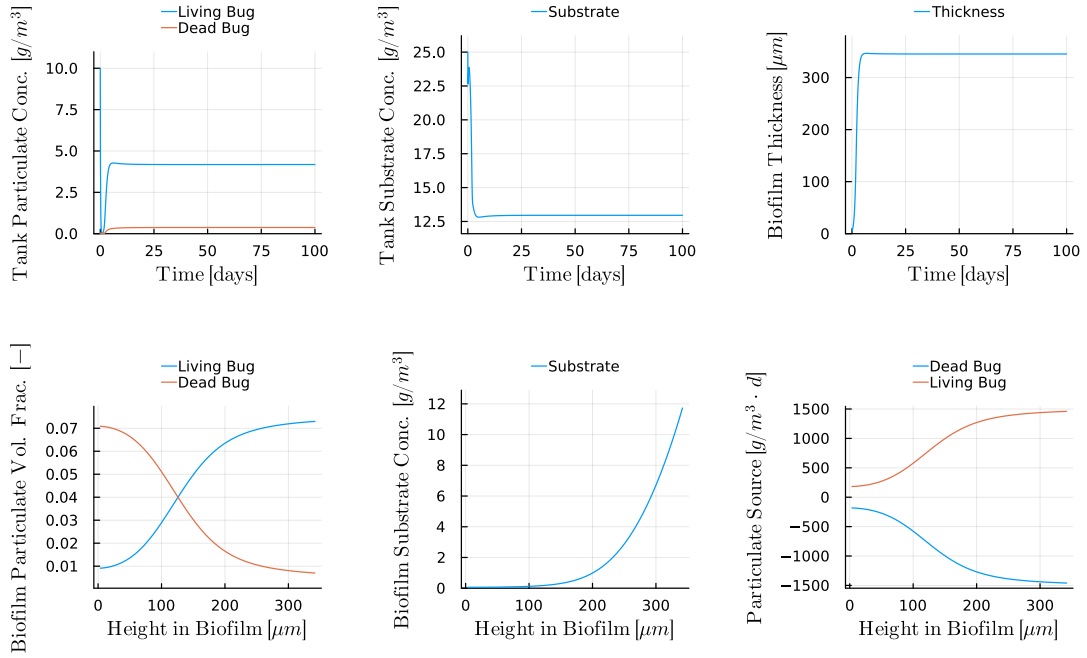 Living Bug
Dead Bug
Tank Particulate Conc. [g/m³]
10.0
7.5
5.0
2.5
0.0
0 25 50 75 100
Time [days]
Substrate
Tank Substrate Conc. [g/m³]
25.0
22.5
20.0
17.5
15.0
12.5
0 25 50 75 100
Time [days]
Thickness
Biofilm Thickness [μm]
300
200
100
0
0 25 50 75 100
Time [days]
Living Bug
Dead Bug
Biofilm Particulate Vol. Frac. [−]
0.07
0.06
0.05
0.04
0.03
0.02
0.01
0 100 200 300
Height in Biofilm [μm]
Substrate
Biofilm Substrate Conc. [g/m³]
12
10
8
6
4
2
0
0 100 200 300
Height in Biofilm [μm]
Dead Bug
Living Bug
Particulate Source [g/m³ · d]
1500
1000
500
0
−500
−1000
−1500
0 100 200 300
Height in Biofilm [μm]